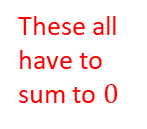 These all
have to
sum to 0